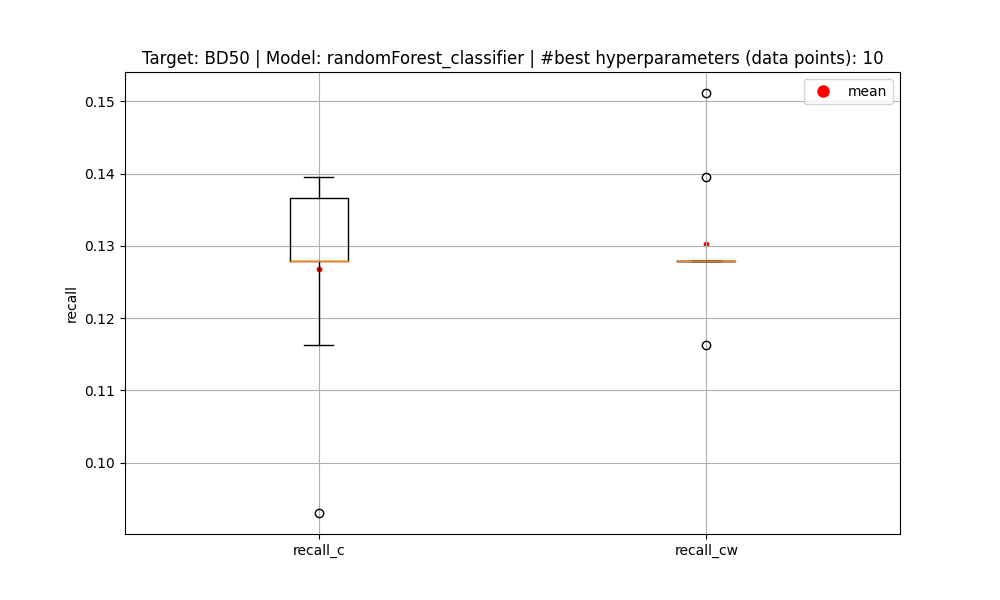 Target: BD50 | Model: randomForest_classifier | #best hyperparameters (data points): 10
mean
0.15
0.14
0.13
0.12
0.11
0.10
recall
recall_c
recall_cw